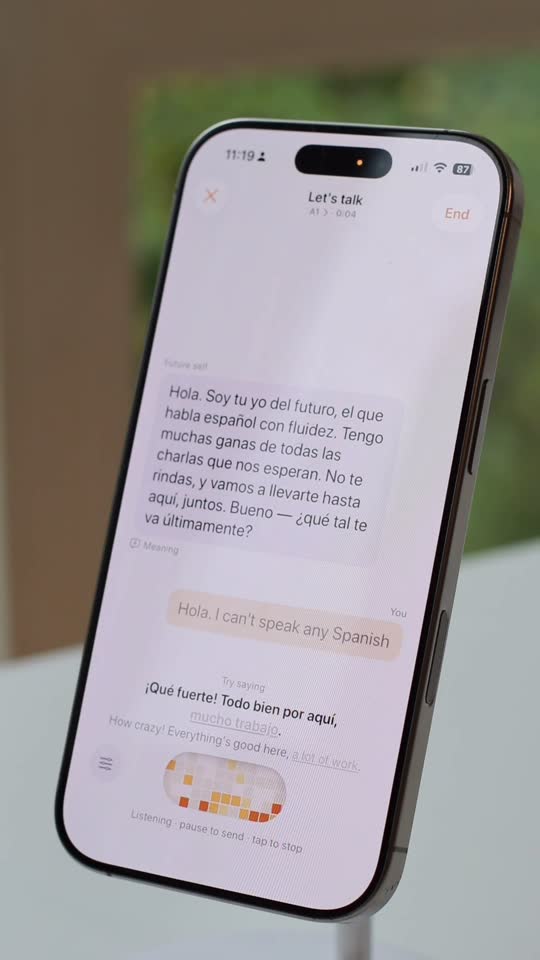 11:19
87
Let's talk
A1 > · 0:04
End
Future self
Hola. Soy tu yo del futuro, el que
habla español con fluidez. Tengo
muchas ganas de todas las
charlas que nos esperan. No te
rindas, y vamos a llevarte hasta
aquí, juntos. Bueno — ¿qué tal te
va últimamente?
Meaning
You
Hola. I can't speak any Spanish
Try saying
¡Qué fuerte! Todo bien por aquí,
mucho trabajo.
How crazy! Everything's good here, a lot of work.
Listening · pause to send · tap to stop